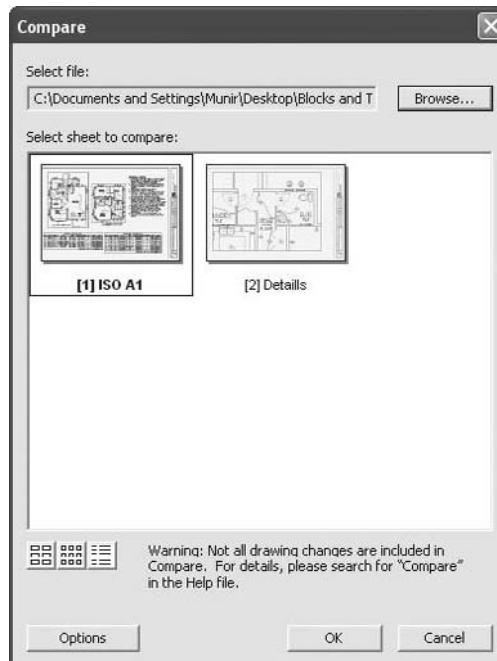 Compare
Select file:
C:\Documents and Settings\Munir\Desktop\Blocks and T
Browse...
Select sheet to compare:
[1] ISO A1
[2] Detaills
Warning: Not all drawing changes are included in
Compare. For details, please search for "Compare"
in the Help file.
Options
OK
Cancel